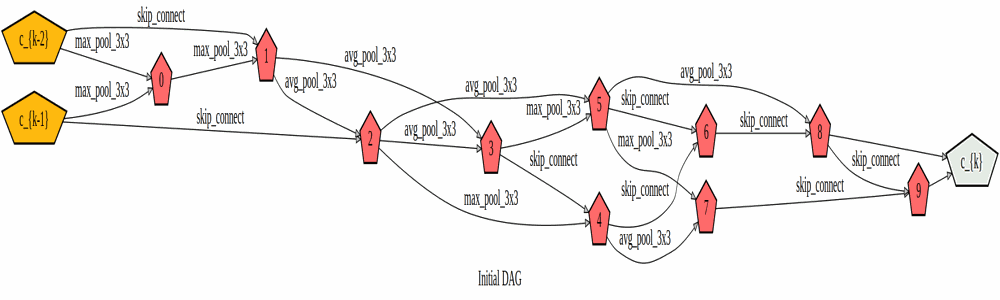 skip_connect
c_{k-2}
max_pool_3x3
max_pool_3x3
0
1
max_pool_3x3
c_{k-1}
skip_connect
avg_pool_3x3
avg_pool_3x3
2
avg_pool_3x3
avg_pool_3x3
max_pool_3x3
3
max_pool_3x3
skip_connect
5
4
avg_pool_3x3
skip_connect
max_pool_3x3
skip_connect
avg_pool_3x3
6
7
skip_connect
8
skip_connect
skip_connect
9
c_{k}
Initial DAG